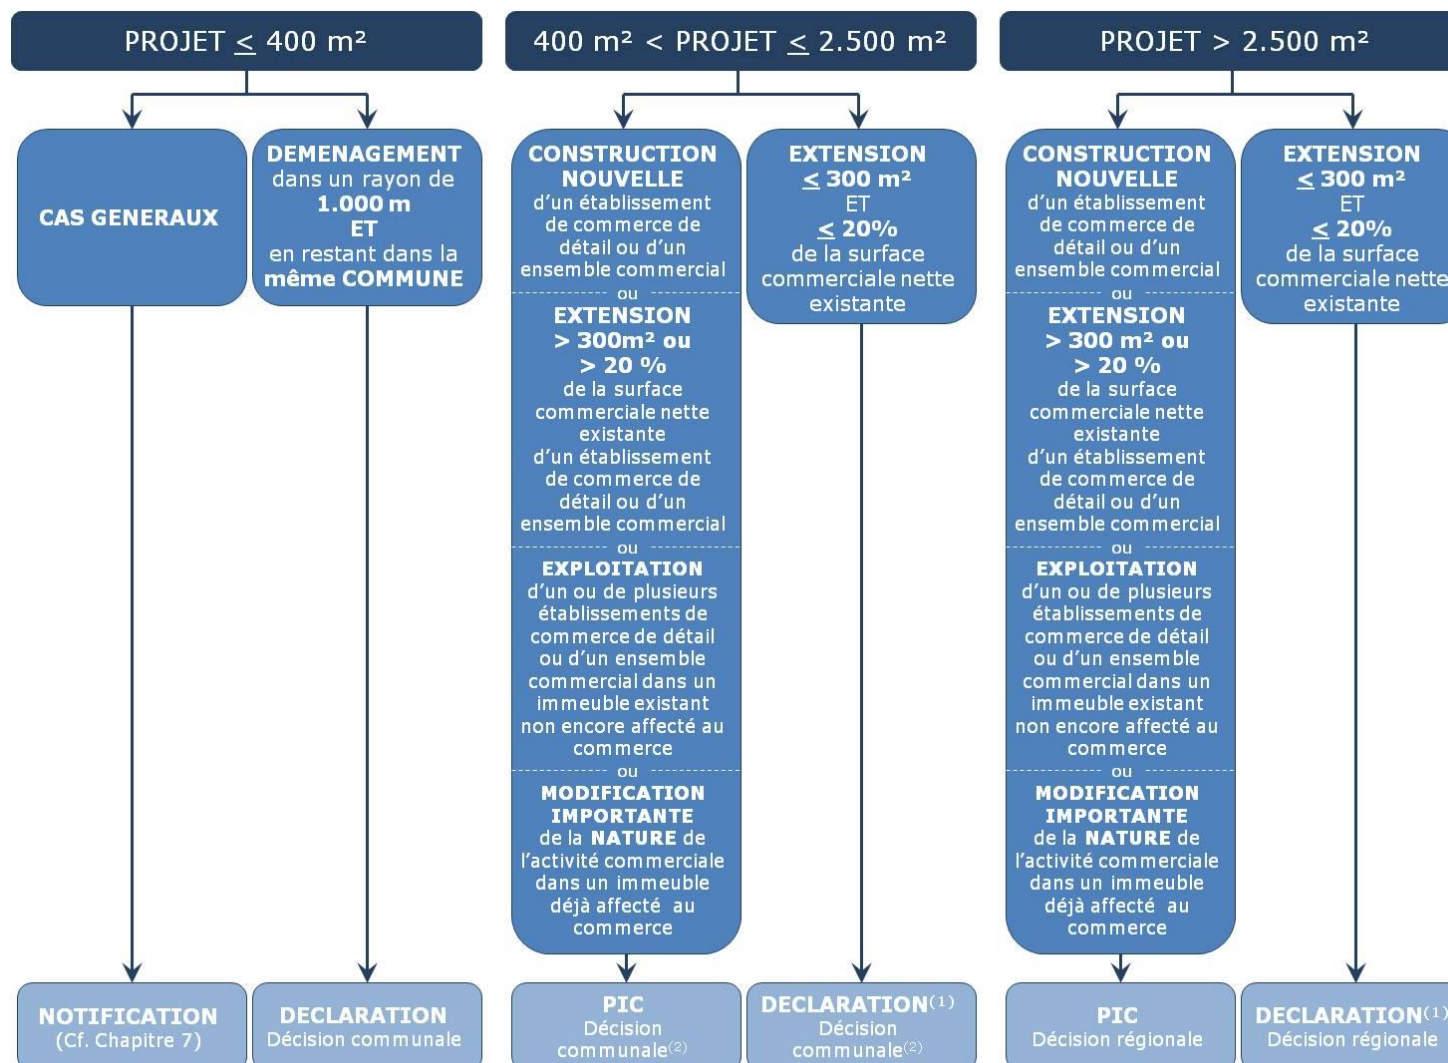 PROJET ≤ 400 m²
CAS GENERAUX
DEMENAGEMENT
dans un rayon de
1.000 m
ET
en restant dans la
même COMMUNE
NOTIFICATION
(Cf. Chapitre 7)
DECLARATION
Décision communale
400 m² < PROJET ≤ 2.500 m²
CONSTRUCTION
NOUVELLE
d'un établissement
de commerce de
détail ou d'un
ensemble commercial
ou
EXTENSION
> 300m² ou
> 20 %
de la surface
commerciale nette
existante
d'un établissement
de commerce de
détail ou d'un
ensemble commercial
ou
EXPLOITATION
d'un ou de plusieurs
établissements de
commerce de détail
ou d'un ensemble
commercial dans un
immeuble existant
non encore affecté au
commerce
ou
MODIFICATION
IMPORTANTE
de la NATURE de
l'activité commerciale
dans un immeuble
déjà affecté au
commerce
EXTENSION
≤ 300 m²
ET
≤ 20%
de la surface
commerciale nette
existante
PIC
Décision
communale(2)
DECLARATION(1)
Décision
communale(2)
PROJET > 2.500 m²
CONSTRUCTION
NOUVELLE
d'un établissement
de commerce de
détail ou d'un
ensemble commercial
ou
EXTENSION
> 300 m² ou
> 20 %
de la surface
commerciale nette
existante
d'un établissement
de commerce de
détail ou d'un
ensemble commercial
ou
EXPLOITATION
d'un ou de plusieurs
établissements de
commerce de détail
ou d'un ensemble
commercial dans un
immeuble existant
non encore affecté au
commerce
ou
MODIFICATION
IMPORTANTE
de la NATURE de
l'activité commerciale
dans un immeuble
déjà affecté au
commerce
EXTENSION
≤ 300 m²
ET
≤ 20%
de la surface
commerciale nette
existante
PIC
Décision régionale
DECLARATION(1)
Décision régionale